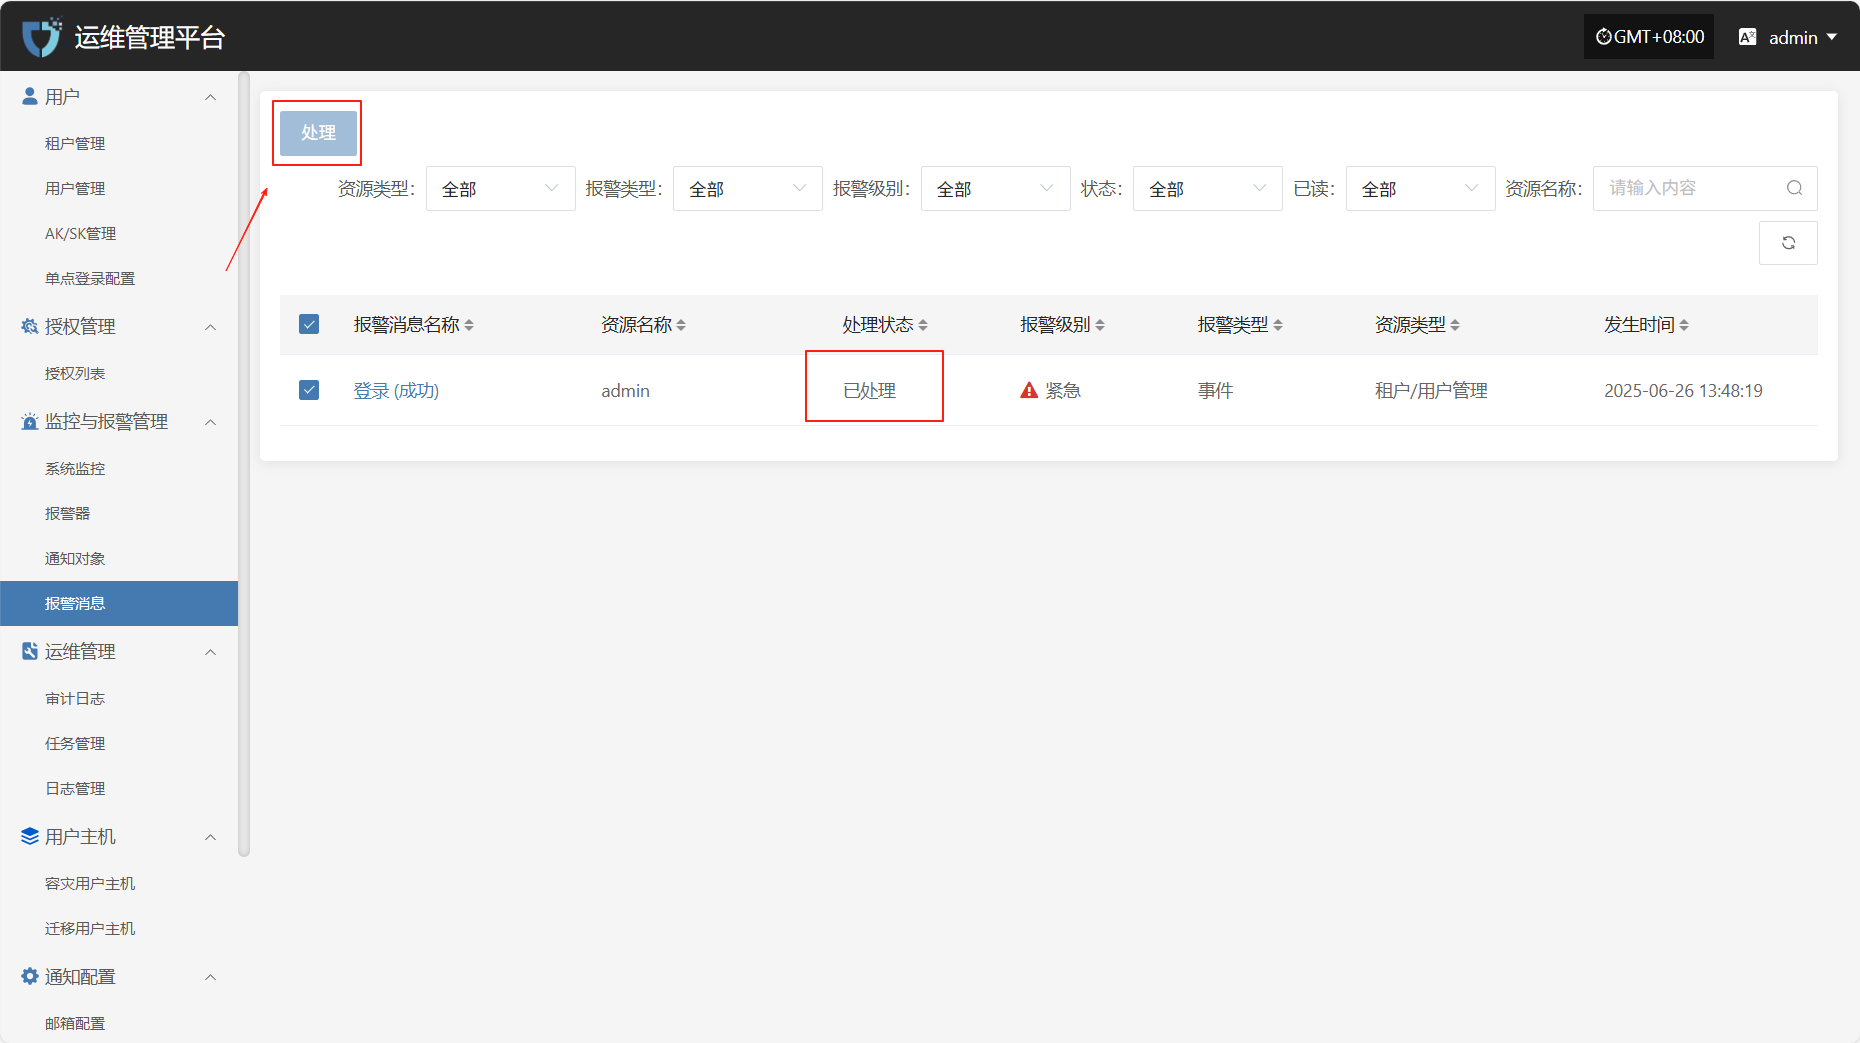 运维管理平台
GMT+08:00
admin
用户
租户管理
用户管理
AK/SK管理
单点登录配置
授权管理
授权列表
监控与报警管理
系统监控
报警器
通知对象
报警消息
运维管理
审计日志
任务管理
日志管理
用户主机
容灾用户主机
迁移用户主机
通知配置
邮箱配置
处理
资源类型： 全部 报警类型： 全部 报警级别： 全部 状态： 全部 已读： 全部 资源名称： 请输入内容
报警消息名称 资源名称 处理状态 报警级别 报警类型 资源类型 发生时间
登录 (成功) admin 已处理 紧急 事件 租户/用户管理 2025-06-26 13:48:19